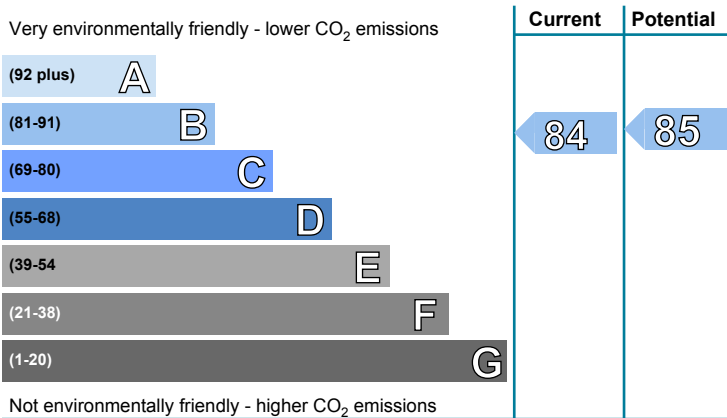 Very environmentally friendly - lower CO₂ emissions
Current Potential
(92 plus) A
(81-91) B
84 85
(69-80) C
(55-68) D
(39-54 E
(21-38) F
(1-20) G
Not environmentally friendly - higher CO₂ emissions